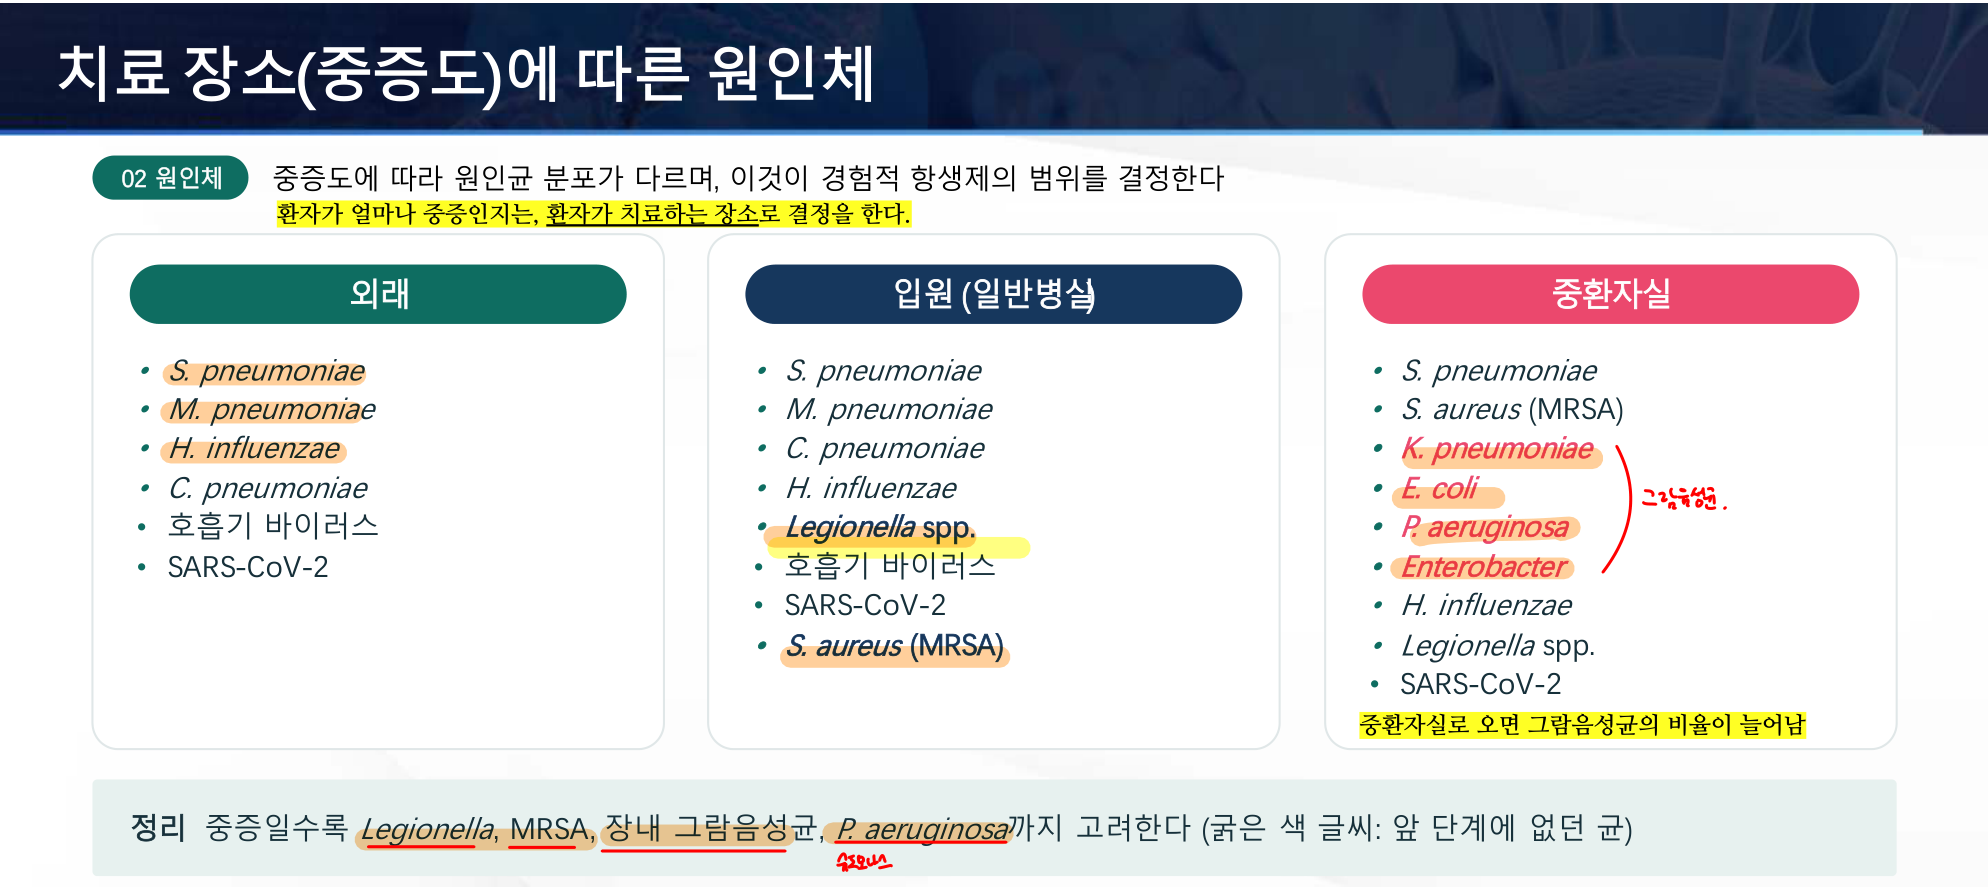 치료 장소(중증도)에 따른 원인체
02 원인체
중증도에 따라 원인균 분포가 다르며, 이것이 경험적 항생제의 범위를 결정한다
환자가 얼마나 중증인지는, 환자가 치료하는 장소로 결정을 한다.
외래
• S. pneumoniae
• M. pneumoniae
• H. influenzae
• C. pneumoniae
• 호흡기 바이러스
• SARS-CoV-2
입원 (일반병실)
• S. pneumoniae
• M. pneumoniae
• C. pneumoniae
• H. influenzae
• Legionella spp.
• 호흡기 바이러스
• SARS-CoV-2
• S. aureus (MRSA)
중환자실
• S. pneumoniae
• S. aureus (MRSA)
• K. pneumoniae
• E. coli
• P. aeruginosa
• Enterobacter
• H. influenzae
• Legionella spp.
• SARS-CoV-2
그람음성균.
중환자실로 오면 그람음성균의 비율이 늘어남
정리 중증일수록 Legionella, MRSA, 장내 그람음성균, P. aeruginosa까지 고려한다 (굵은 색 글씨: 앞 단계에 없던 균)
슈도모나스